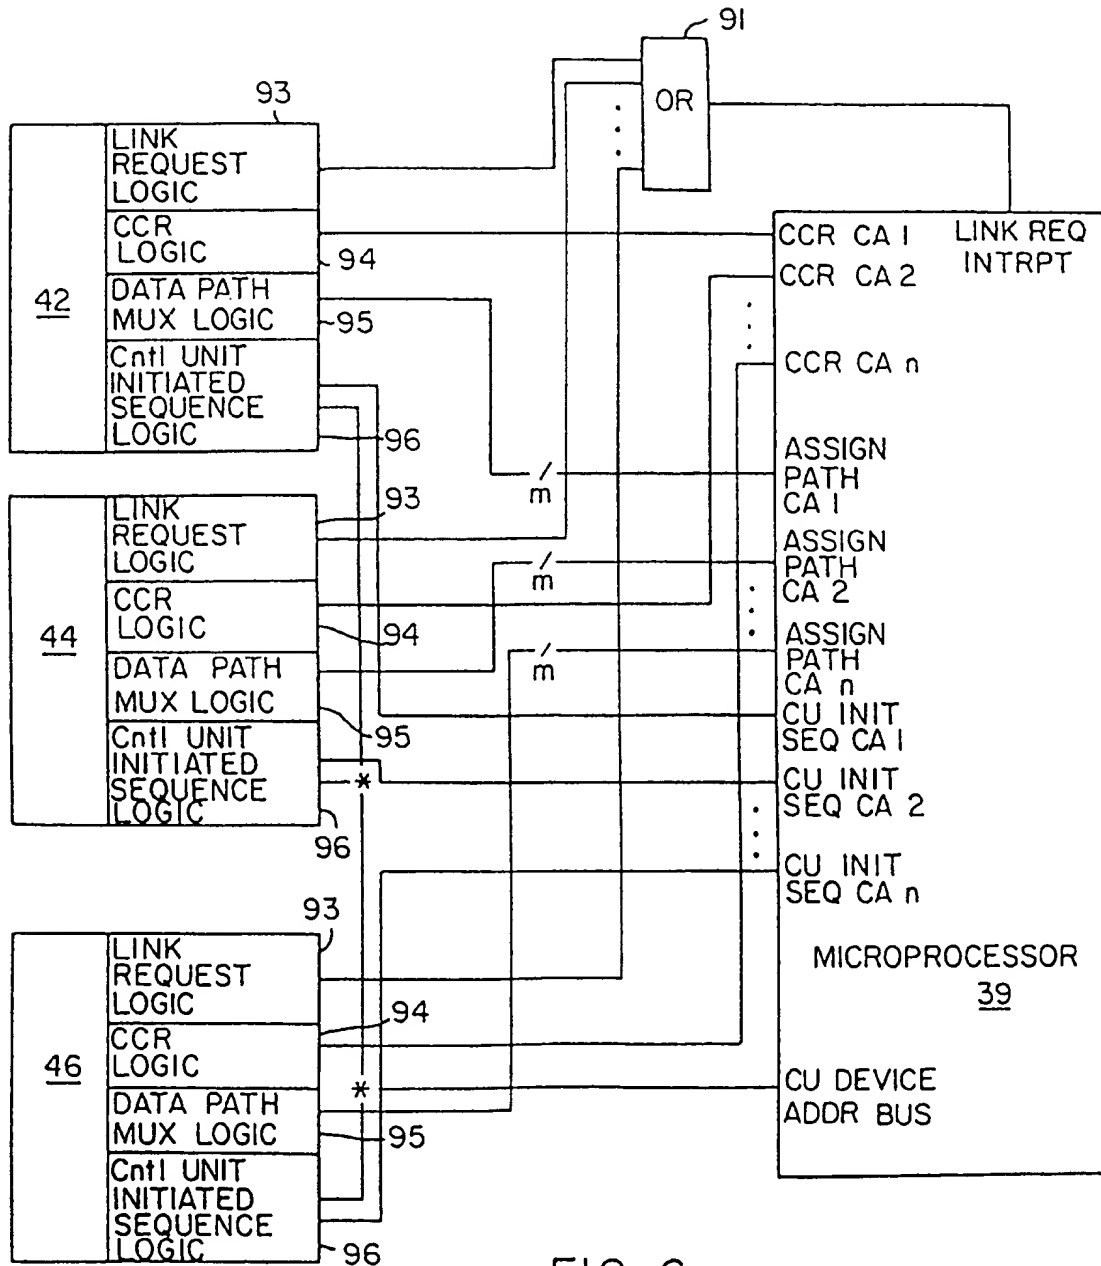 91
OR
93
LINK
REQUEST
LOGIC
CCR
LOGIC
94
42
DATA PATH
MUX LOGIC
95
Cntl UNIT
INITIATED
SEQUENCE
LOGIC
96
LINK
REQUEST
LOGIC
93
CCR
LOGIC
94
44
DATA PATH
MUX LOGIC
95
Cntl UNIT
INITIATED
SEQUENCE
LOGIC
96
93
LINK
REQUEST
LOGIC
94
CCR
LOGIC
46
DATA PATH
MUX LOGIC
95
Cntl UNIT
INITIATED
SEQUENCE
LOGIC
96
m
m
m
*
*
CCR CA 1
LINK REQ
INTRPT
CCR CA 2
CCR CA n
ASSIGN
PATH
CA 1
ASSIGN
PATH
CA 2
ASSIGN
PATH
CA n
CU INIT
SEQ CA 1
CU INIT
SEQ CA 2
CU INIT
SEQ CA n
MICROPROCESSOR
39
CU DEVICE
ADDR BUS